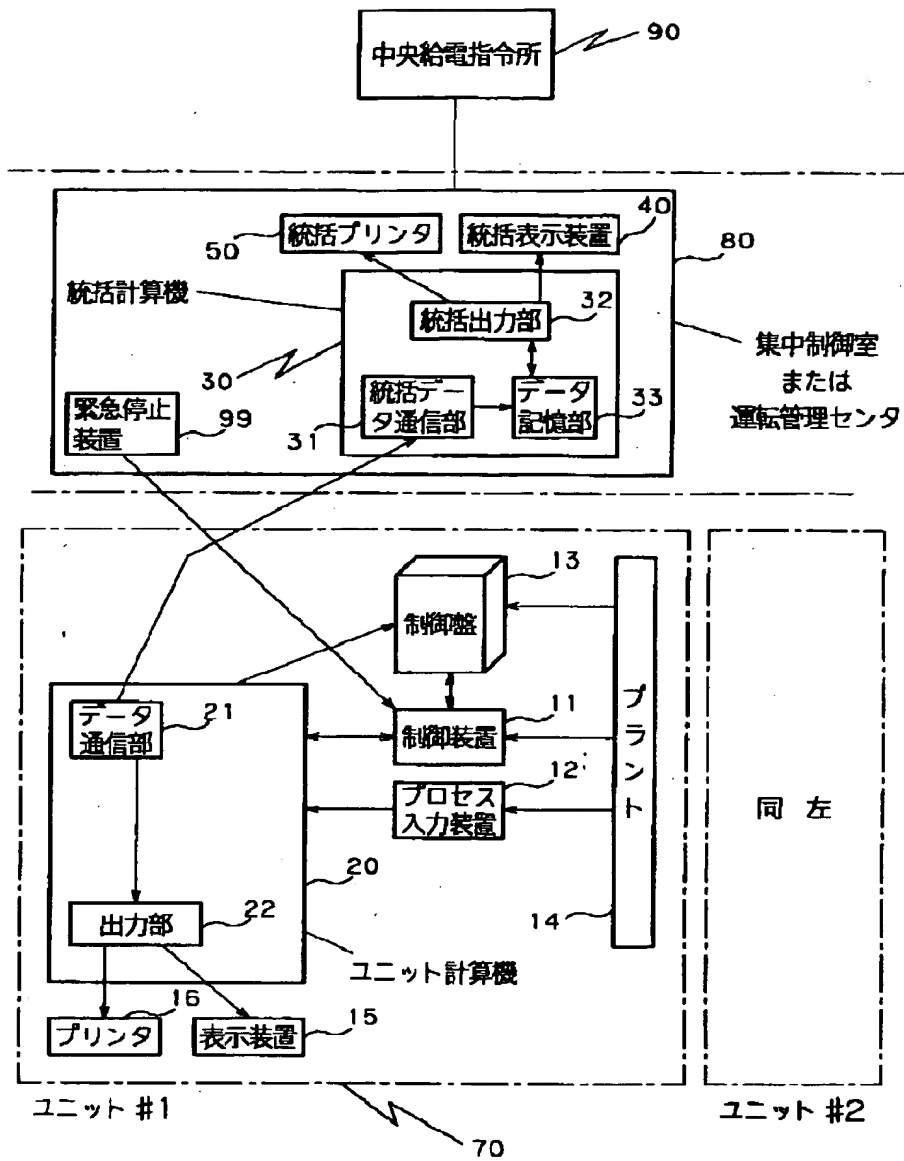 中央給電指令所
90
統括プリンタ
50
統括表示装置
40
80
統括計算機
統括出力部
32
30
統括デー
タ通信部
31
データ
記憶部
33
集中制御室
または
運転管理センタ
緊急停止
装置
99
13
制御盤
データ
通信部
21
制御装置
11
プロセス
入力装置
12
プラント
14
同左
20
出力部
22
ユニット計算機
プリンタ
16
表示装置
15
ユニット #1
ユニット #2
70